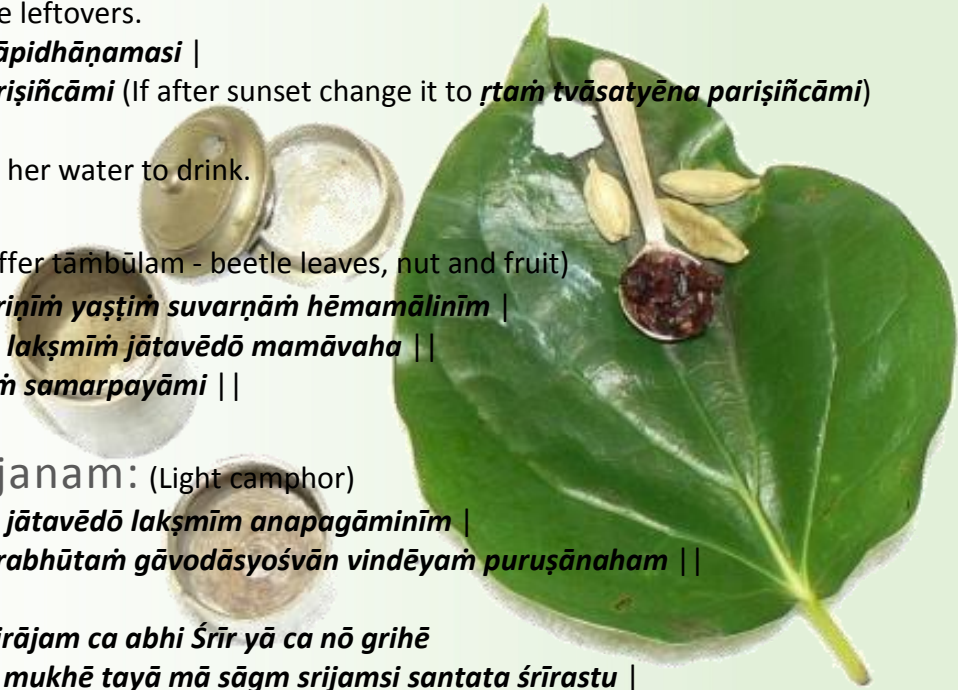 e leftovers.
āpidhāṇamasi |
riṣiñcāmi (If after sunset change it to ṛtaṁ tvāsatyēna pariṣiñcāmi)
her water to drink.
ffer tāṁbūlam - beetle leaves, nut and fruit)
riṇīṁ yaṣṭiṁ suvarṇāṁ hēmamālinīm |
lakṣmīṁ jātavēdō mamāvaha ||
ṁ samarpayāmi ||
janam: (Light camphor)
jātavēdō lakṣmīm anapagāminīm |
rabhūtaṁ gāvodāsyośvān vindēyaṁ puruṣānaham ||
irājam ca abhi Śrīr yā ca nō grihē
mukhē tayā mā sāgm srijamsi santata śrīrastu |